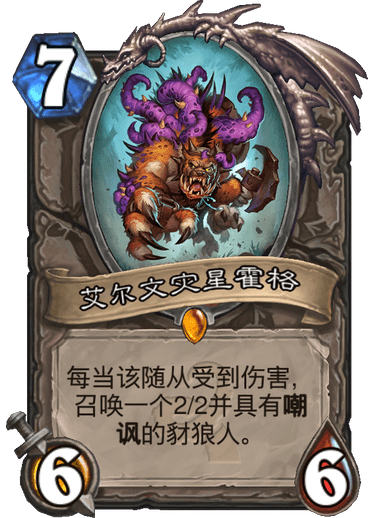 7
艾尔文灾星霍格
每当该随从受到伤害，
召唤一个2/2并具有嘲
讽的豺狼人。
6
6